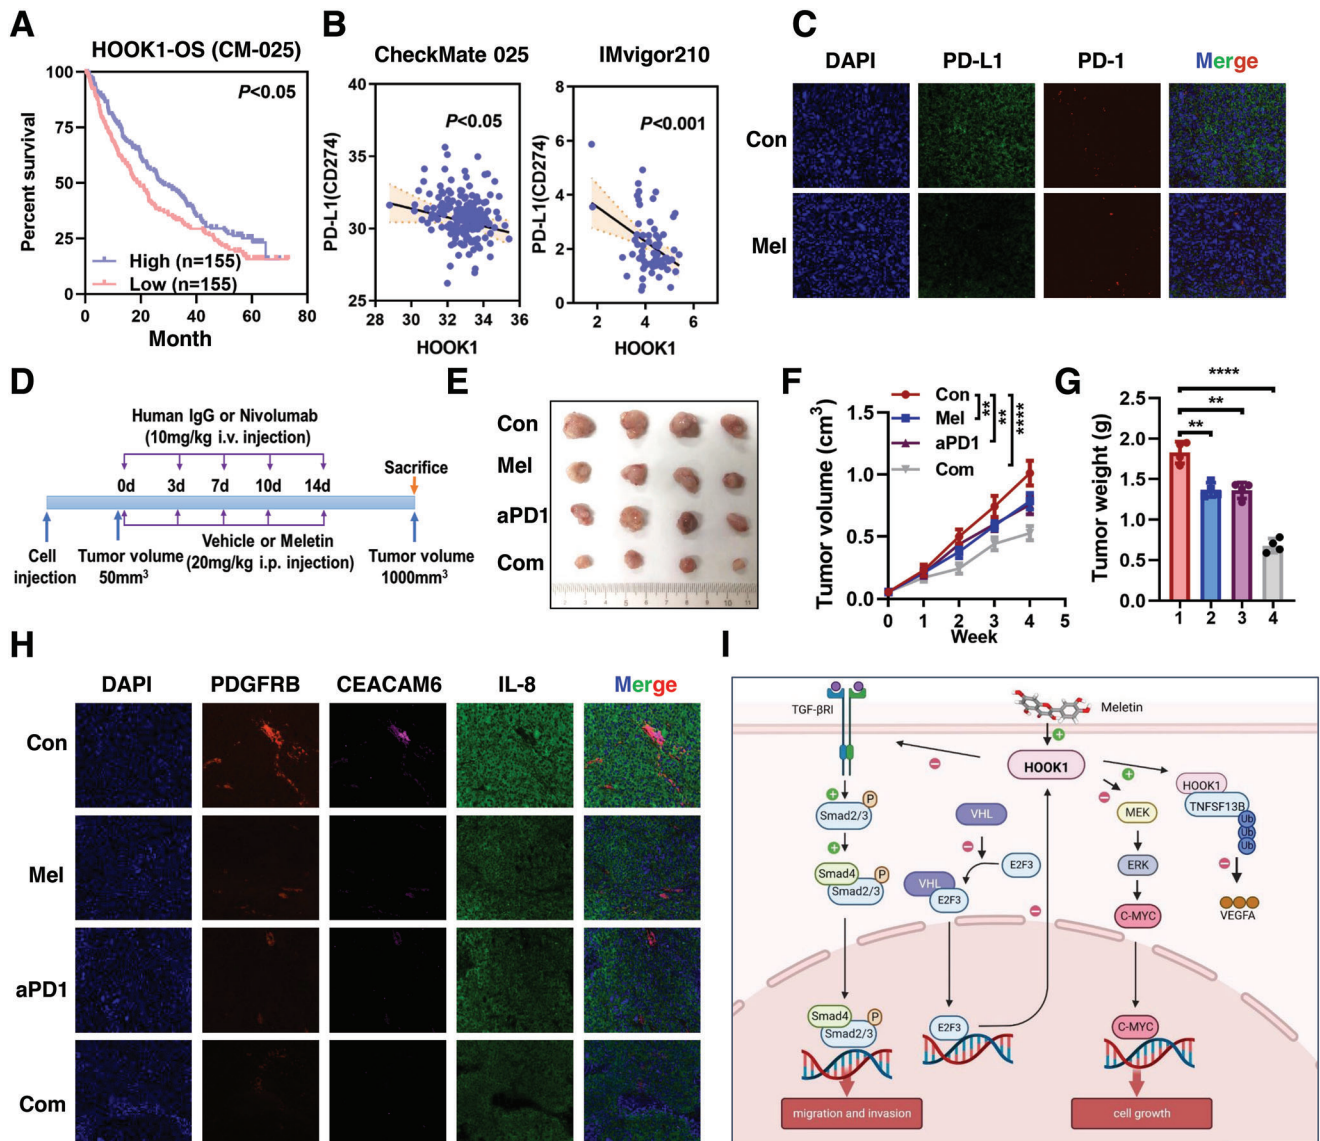 A
HOOK1-OS (CM-025)
100
75
50
25
0
Percent survival
P<0.05
High (n=155)
Low (n=155)
0 20 40 60 80
Month
B
CheckMate 025
40
35
30
25
PD-L1(CD274)
P<0.05
28 30 32 34 36
HOOK1
IMvigor210
8
6
4
2
0
PD-L1(CD274)
P<0.001
2 4 6
HOOK1
C
DAPI PD-L1 PD-1 Merge
Con
Mel
D
Human IgG or Nivolumab
(10mg/kg i.v. injection)
0d 3d 7d 10d 14d
Sacrifice
Cell
injection
Tumor volume
50mm3
Vehicle or Meletin
(20mg/kg i.p. injection)
Tumor volume
1000mm3
E
Con
Mel
aPD1
Com
F
Tumor volume (cm3)
1.5
1.0
0.5
0.0
Con
Mel
aPD1
Com
**
**
****
0 1 2 3 4 5
Week
G
Tumor weight (g)
2.5
2.0
1.5
1.0
0.5
0.0
****
**
**
1 2 3 4
H
DAPI PDGFRB CEACAM6 IL-8 Merge
Con
Mel
aPD1
Com
I
TGF-βRI
Meletin
HOOK1
P
Smad2/3
VHL
MEK
HOOK1
TNFSF13B
Ub
Ub
Ub
E2F3
ERK
Smad4
P
Smad2/3
VHL
E2F3
C-MYC
VEGFA
Smad4
P
Smad2/3
E2F3
C-MYC
migration and invasion
cell growth